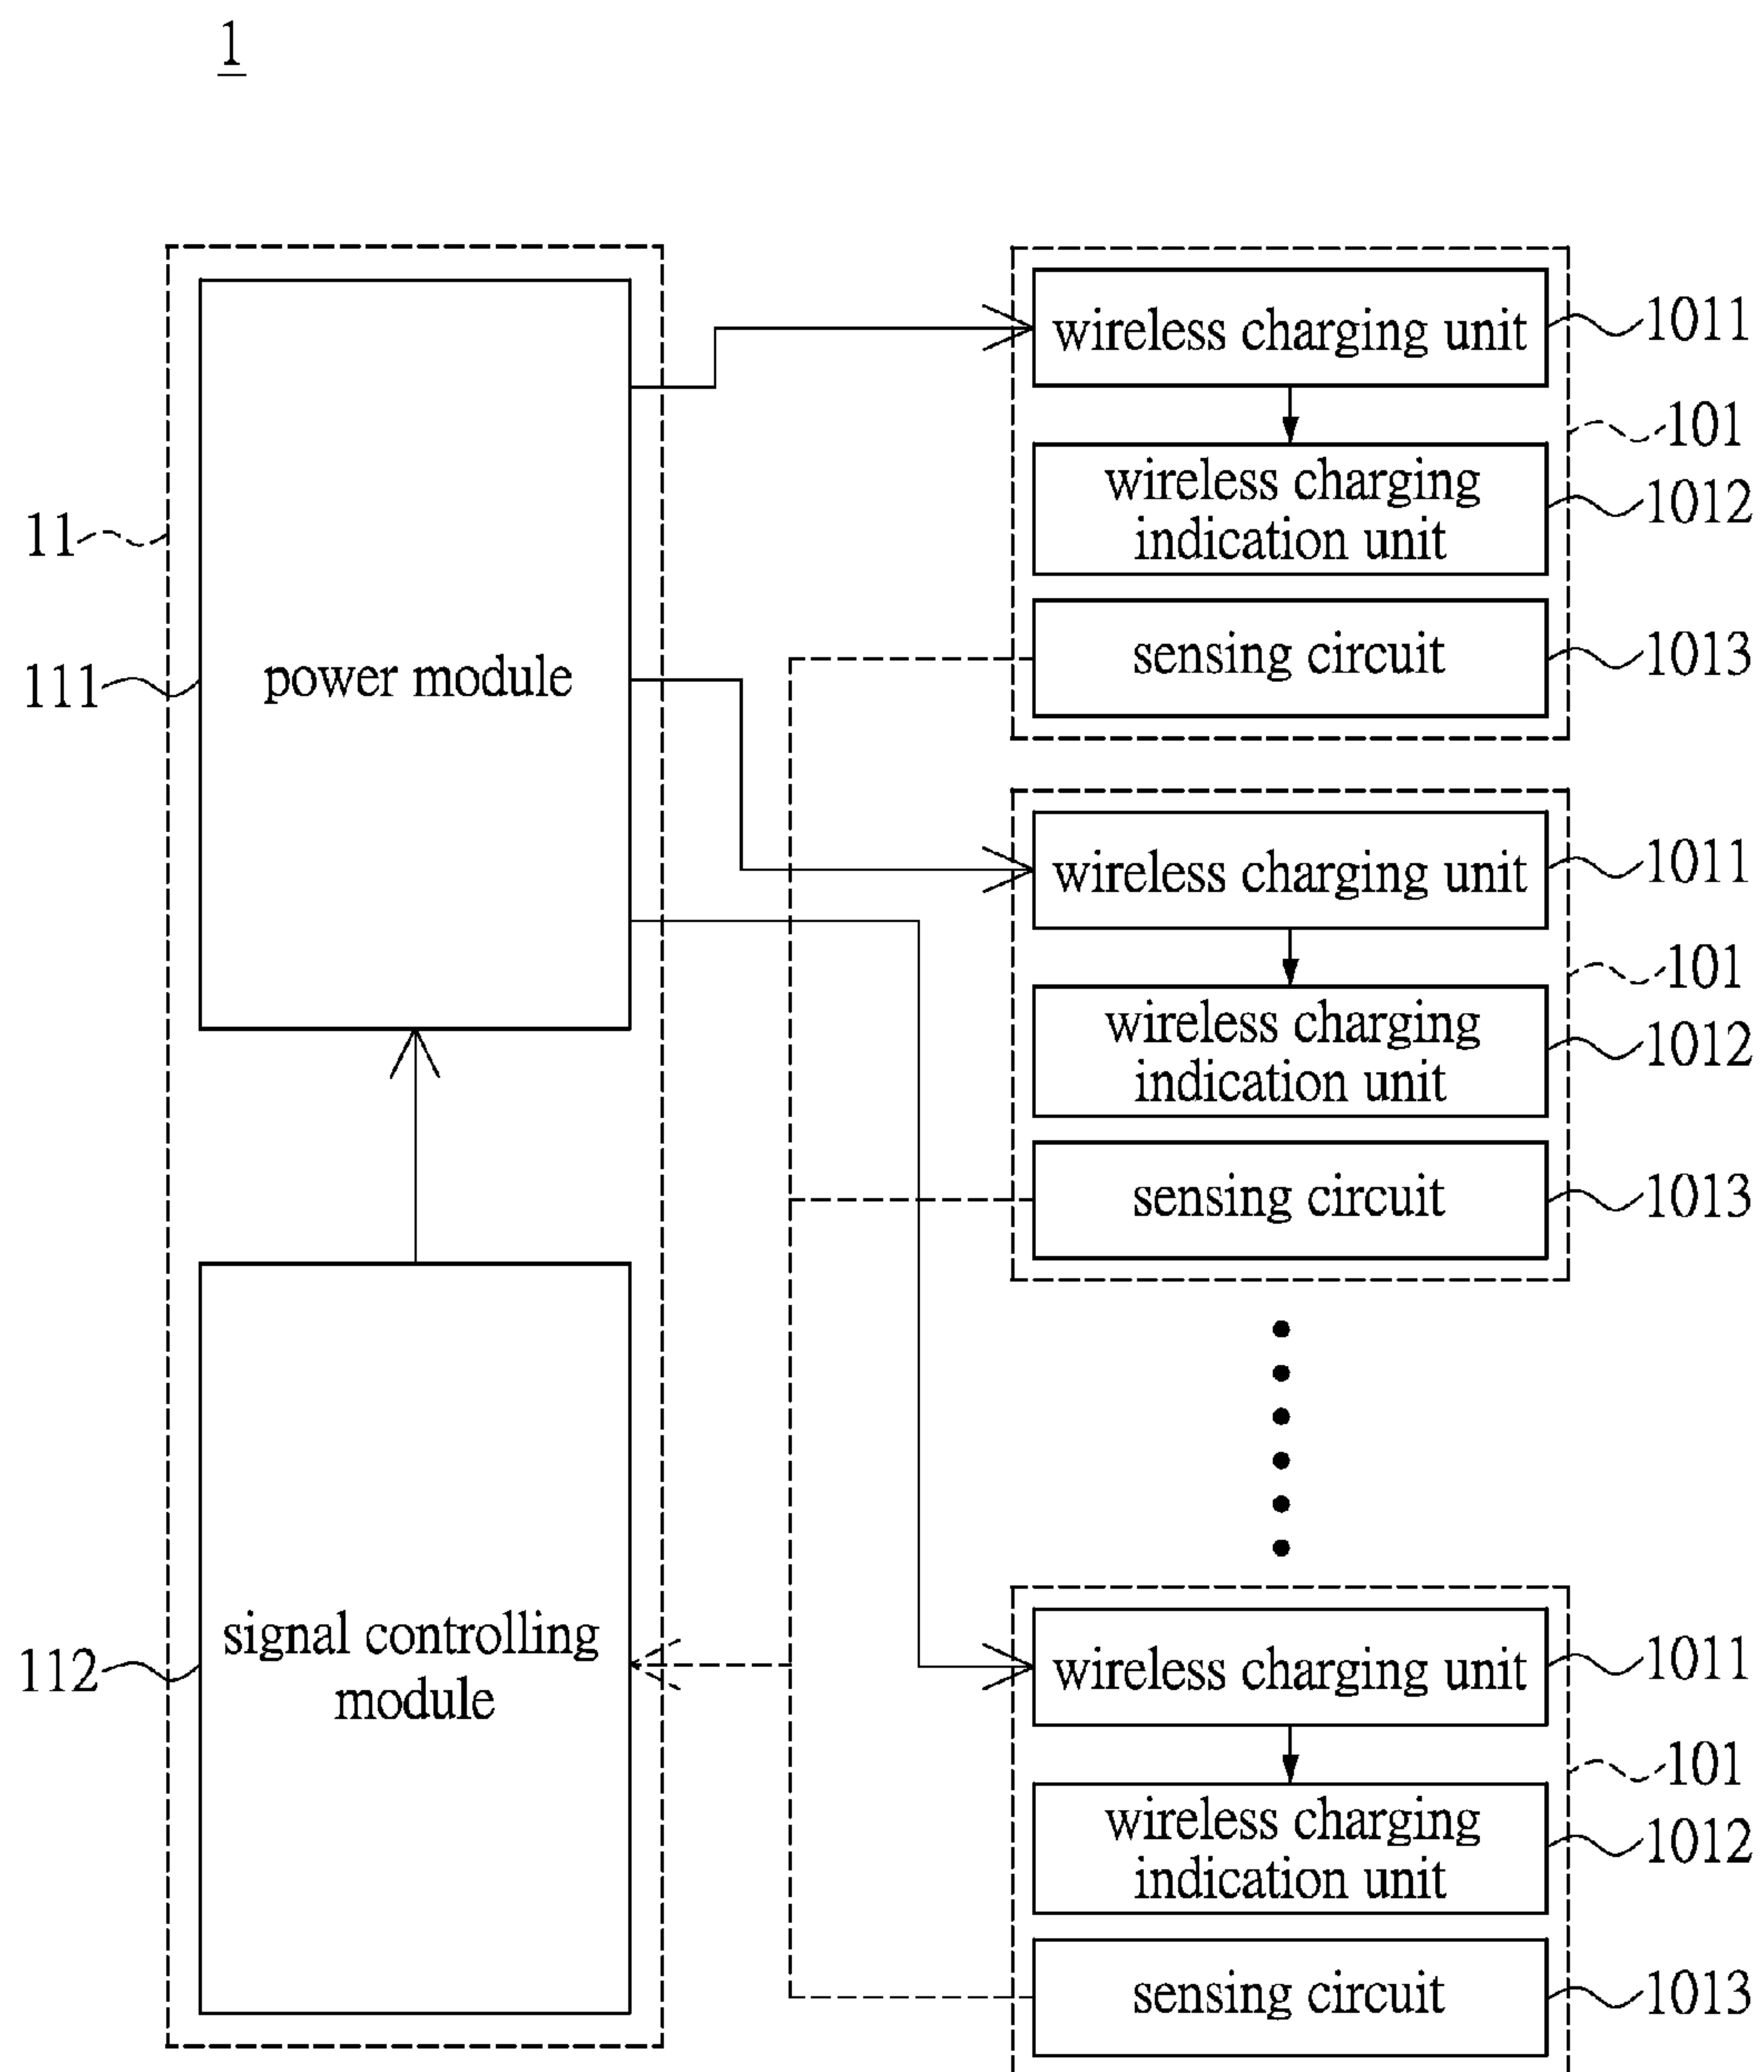 1
11
111
power module
112
signal controlling
module
wireless charging unit
1011
101
wireless charging
indication unit
1012
sensing circuit
1013
wireless charging unit
1011
101
wireless charging
indication unit
1012
sensing circuit
1013
wireless charging unit
1011
101
wireless charging
indication unit
1012
sensing circuit
1013